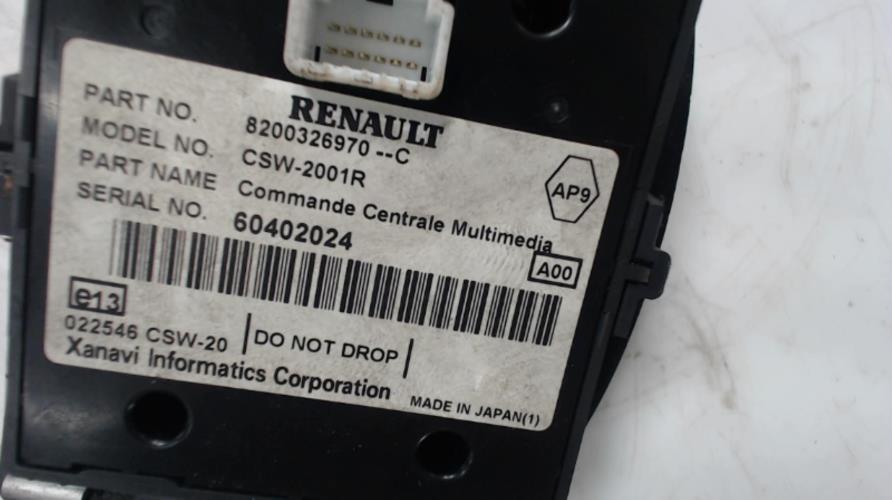 RENAULT
PART NO. 8200326970 --C
MODEL NO. CSW-2001R
PART NAME Commande Centrale Multimedia
SERIAL NO. 60402024
AP9
A00
e13
022546 CSW-20
DO NOT DROP
Xanavi Informatics Corporation
MADE IN JAPAN(1)